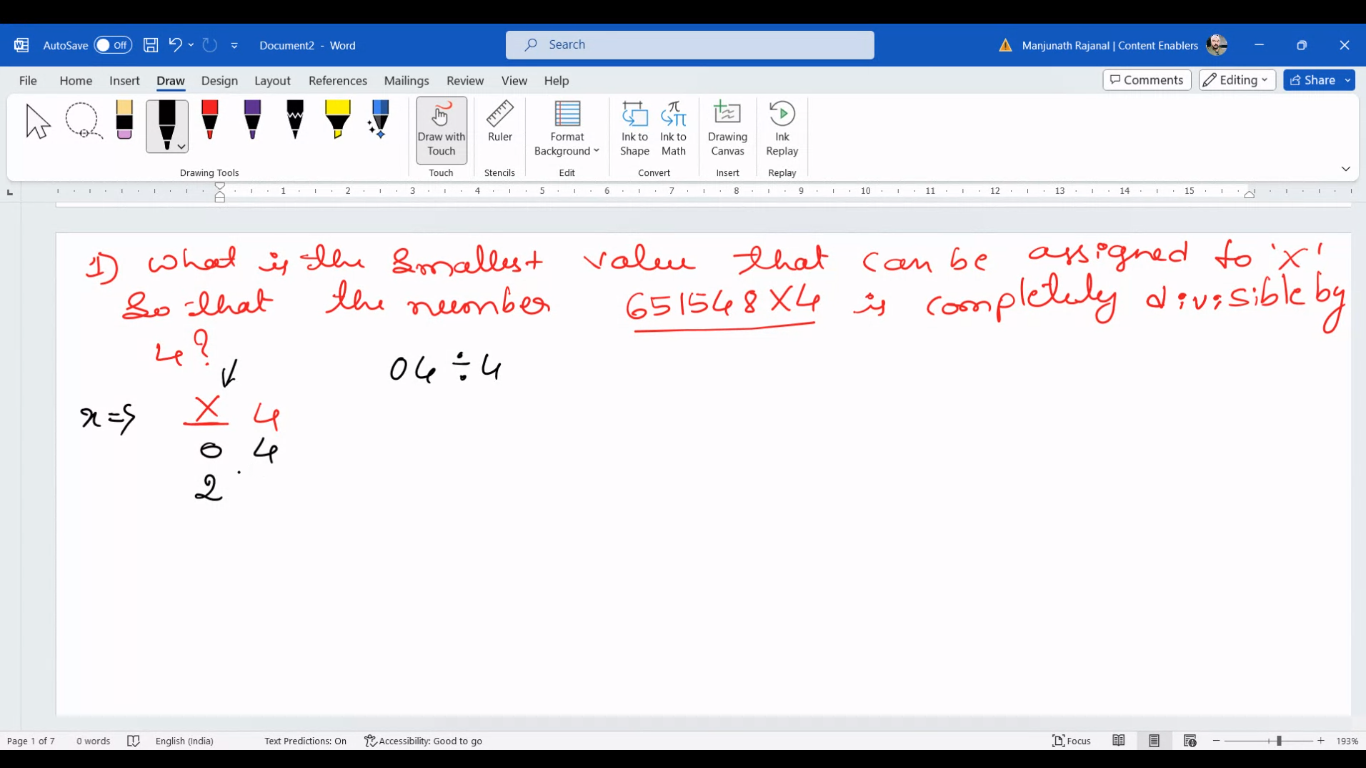 AutoSave Off Document2 - Word Search Manjunath Rajanal | Content Enablers
File Home Insert Draw Design Layout References Mailings Review View Help Comments Editing Share
Draw with Touch Ruler Format Background Ink to Shape Ink to Math Drawing Canvas Ink Replay
Drawing Tools Touch Stencils Edit Convert Insert Replay
1 2 3 4 5 6 7 8 9 10 11 12 13 14 15
1) What is the smallest value that can be assigned to 'X'
So that the number 651548X4 is completely divisible by
4?
04 ÷ 4
x => X 4
0 4
2
Page 1 of 7 0 words English (India) Text Predictions: On Accessibility: Good to go Focus 193%